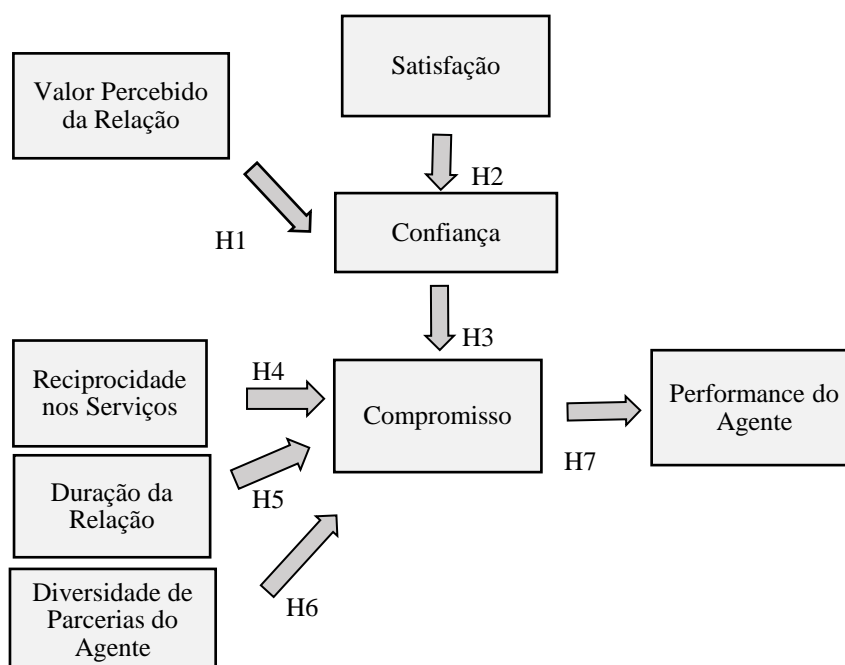 Satisfação
Valor Percebido
da Relação
H2
H1
Confiança
H3
Reciprocidade
nos Serviços
H4
Compromisso
Performance do
Agente
H7
Duração da
Relação
H5
Diversidade de
Parcerias do
Agente
H6